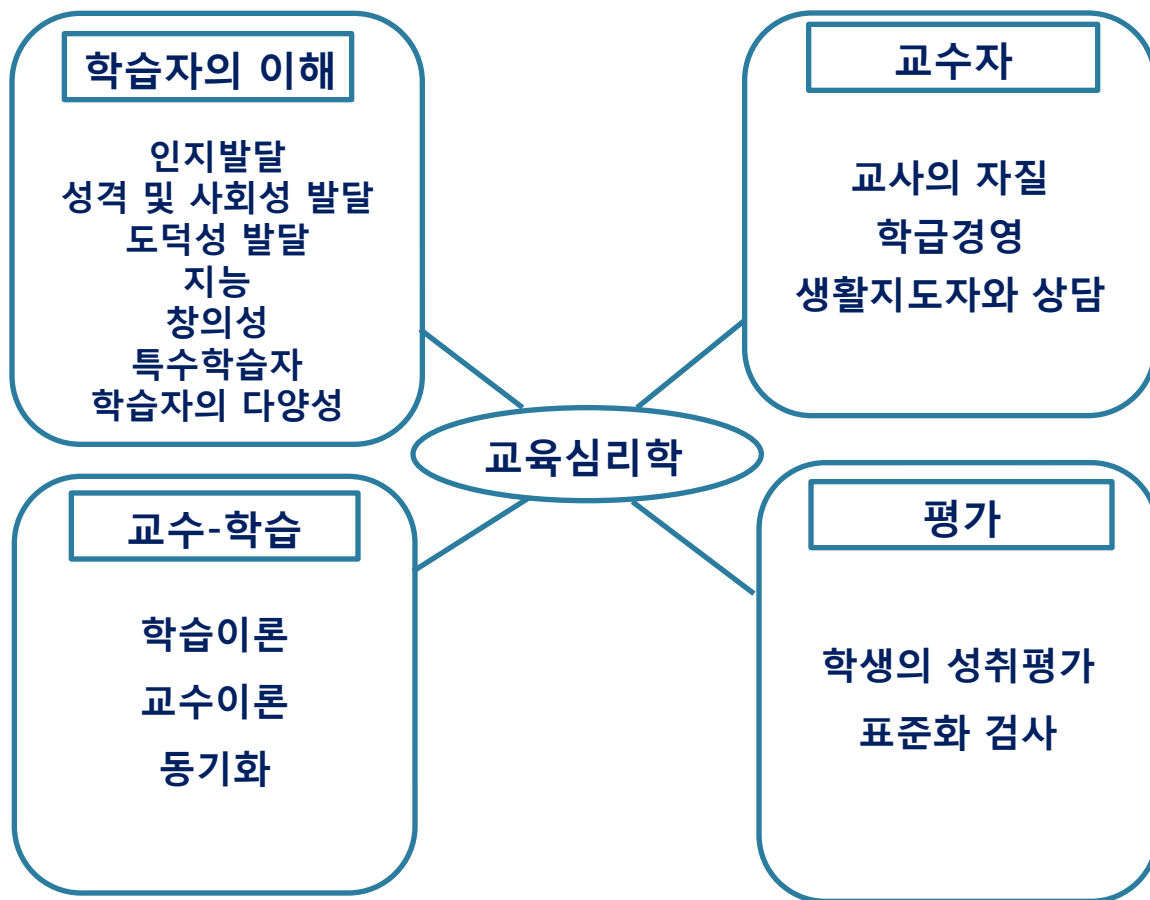 학습자의 이해
인지발달
성격 및 사회성 발달
도덕성 발달
지능
창의성
특수학습자
학습자의 다양성
교수자
교사의 자질
학급경영
생활지도자와 상담
교육심리학
교수-학습
학습이론
교수이론
동기화
평가
학생의 성취평가
표준화 검사